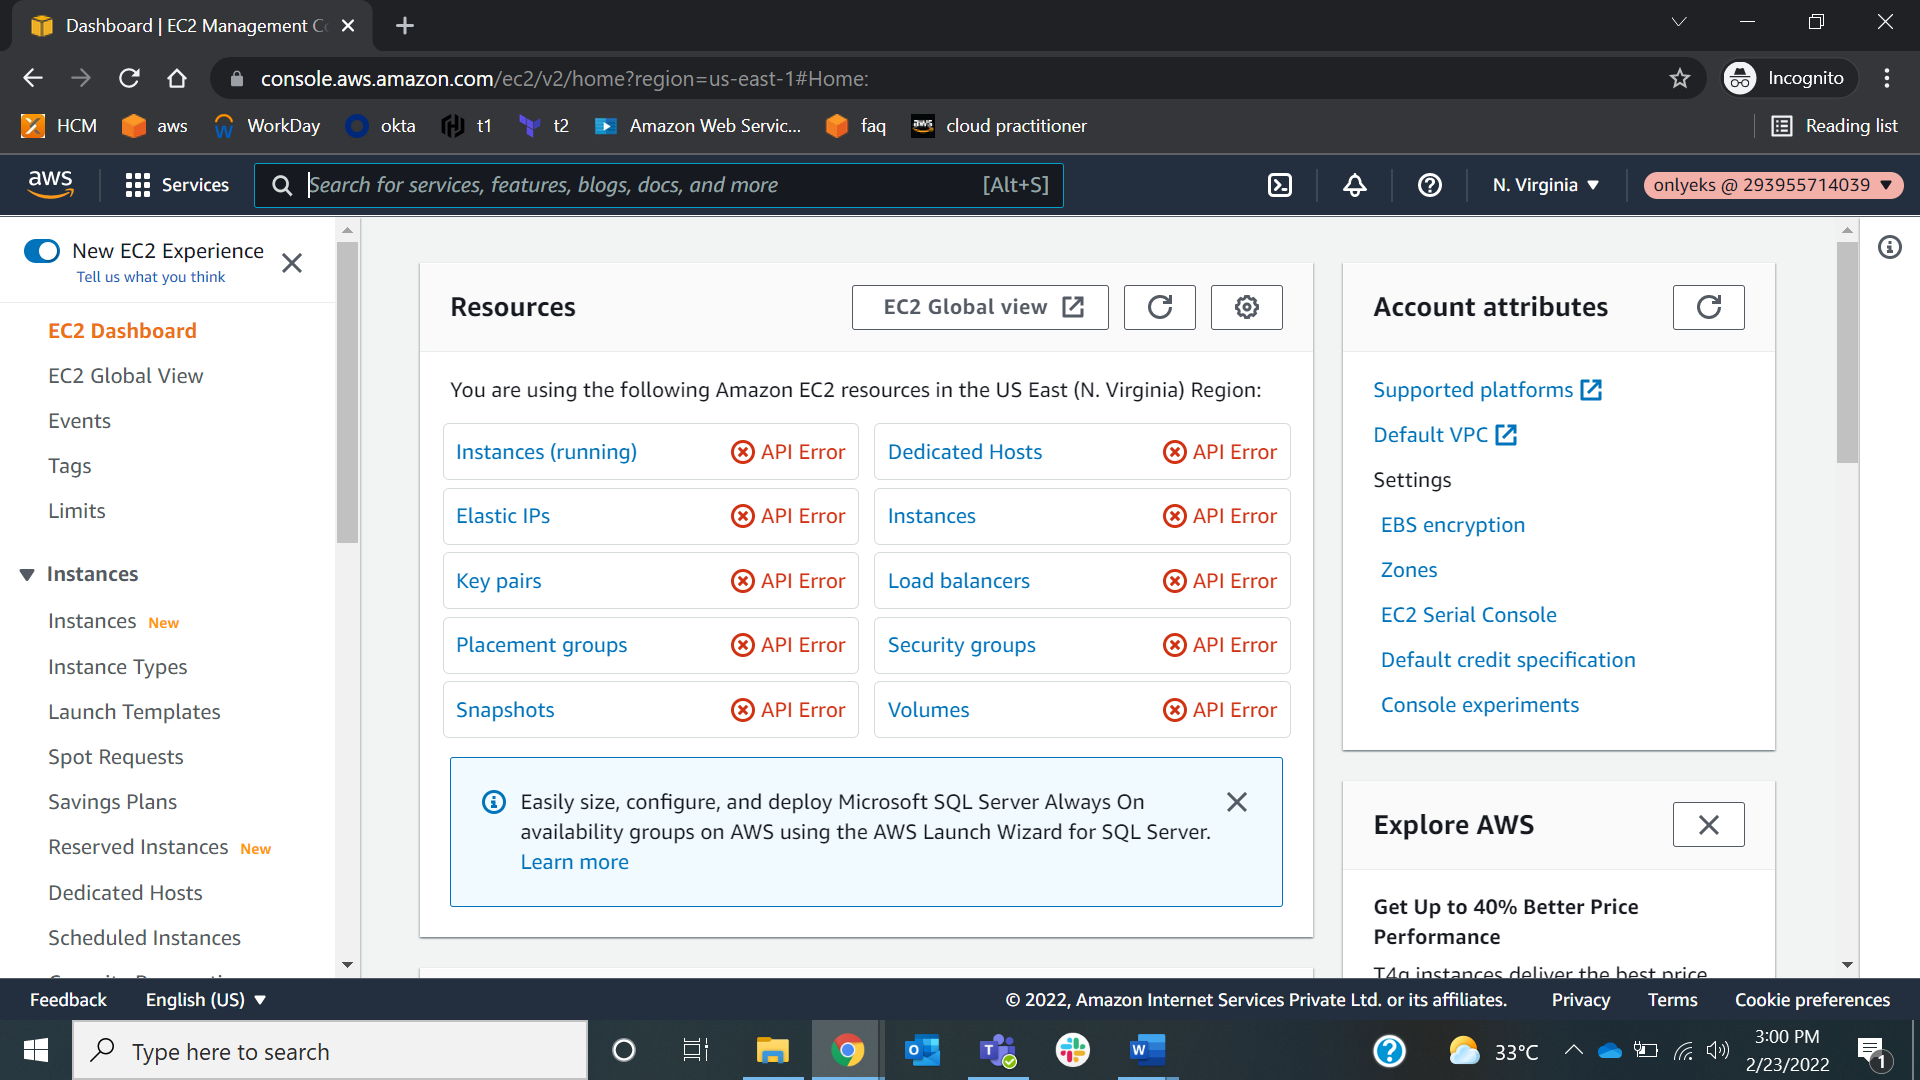 Dashboard | EC2 Management Co
console.aws.amazon.com/ec2/v2/home?region=us-east-1#Home:
Incognito
HCM
aws
WorkDay
okta
t1
t2
Amazon Web Servic...
faq
cloud practitioner
Reading list
aws
Services
Search for services, features, blogs, docs, and more
[Alt+S]
N. Virginia
onlyeks @ 293955714039
New EC2 Experience
Tell us what you think
EC2 Dashboard
EC2 Global View
Events
Tags
Limits
Instances
Instances New
Instance Types
Launch Templates
Spot Requests
Savings Plans
Reserved Instances New
Dedicated Hosts
Scheduled Instances
Resources
EC2 Global view
You are using the following Amazon EC2 resources in the US East (N. Virginia) Region:
Instances (running) API Error
Dedicated Hosts API Error
Elastic IPs API Error
Instances API Error
Key pairs API Error
Load balancers API Error
Placement groups API Error
Security groups API Error
Snapshots API Error
Volumes API Error
Easily size, configure, and deploy Microsoft SQL Server Always On
availability groups on AWS using the AWS Launch Wizard for SQL Server.
Learn more
Account attributes
Supported platforms
Default VPC
Settings
EBS encryption
Zones
EC2 Serial Console
Default credit specification
Console experiments
Explore AWS
Get Up to 40% Better Price
Performance
T4g instances deliver the best price
Feedback
English (US)
© 2022, Amazon Internet Services Private Ltd. or its affiliates.
Privacy
Terms
Cookie preferences
Type here to search
33°C
3:00 PM
2/23/2022
1